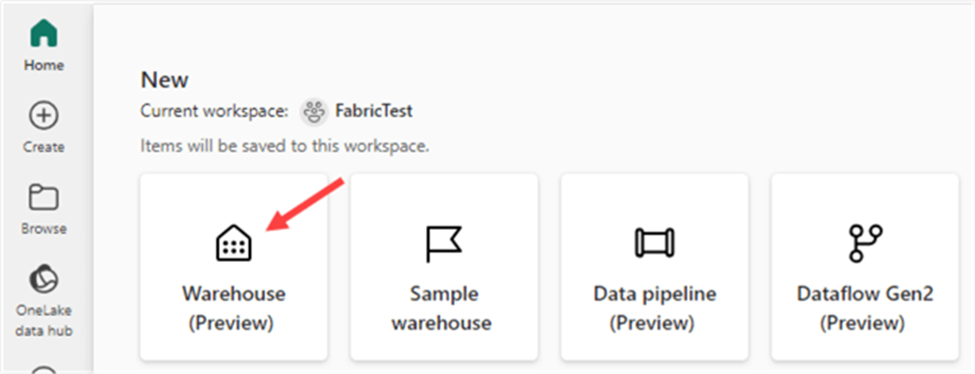 Home
Create
Browse
OneLake
data hub
New
Current workspace: FabricTest
Items will be saved to this workspace.
Warehouse
(Preview)
Sample
warehouse
Data pipeline
(Preview)
Dataflow Gen2
(Preview)